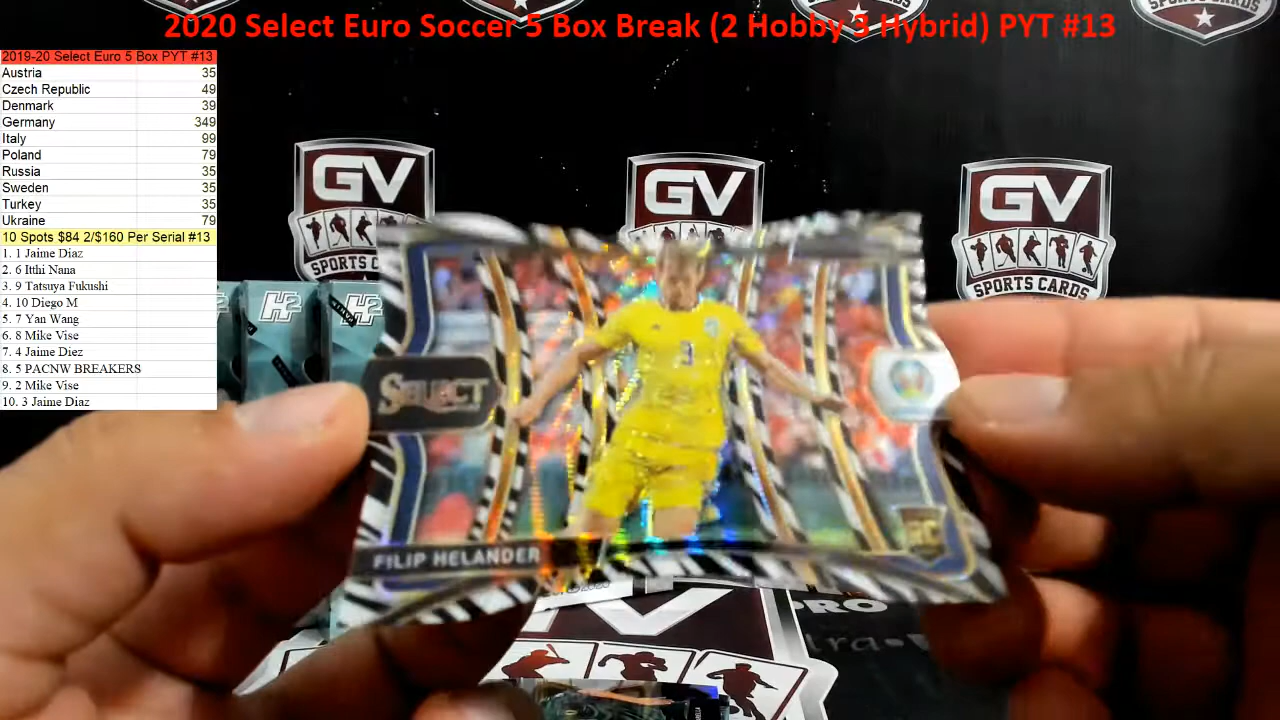 2020 Select Euro Soccer 5 Box Break (2 Hobby 3 Hybrid) PYT #13
2019-20 Select Euro 5 Box PYT #13
Austria 35
Czech Republic 49
Denmark 39
Germany 349
Italy 99
Poland 79
Russia 35
Sweden 35
Turkey 35
Ukraine 79
10 Spots $84 2/$160 Per Serial #13
1. 1 Jaime Diaz
2. 6 Itthi Nana
3. 9 Tatsuya Fukushi
4. 10 Diego M
5. 7 Yan Wang
6. 8 Mike Vise
7. 4 Jaime Diez
8. 5 PACNW BREAKERS
9. 2 Mike Vise
10. 3 Jaime Diaz
GV
SPORTS C
GV
GV
SPORTS CARDS
H2
H2
SELECT
3
RC
FILIP HELANDER
V
PRO